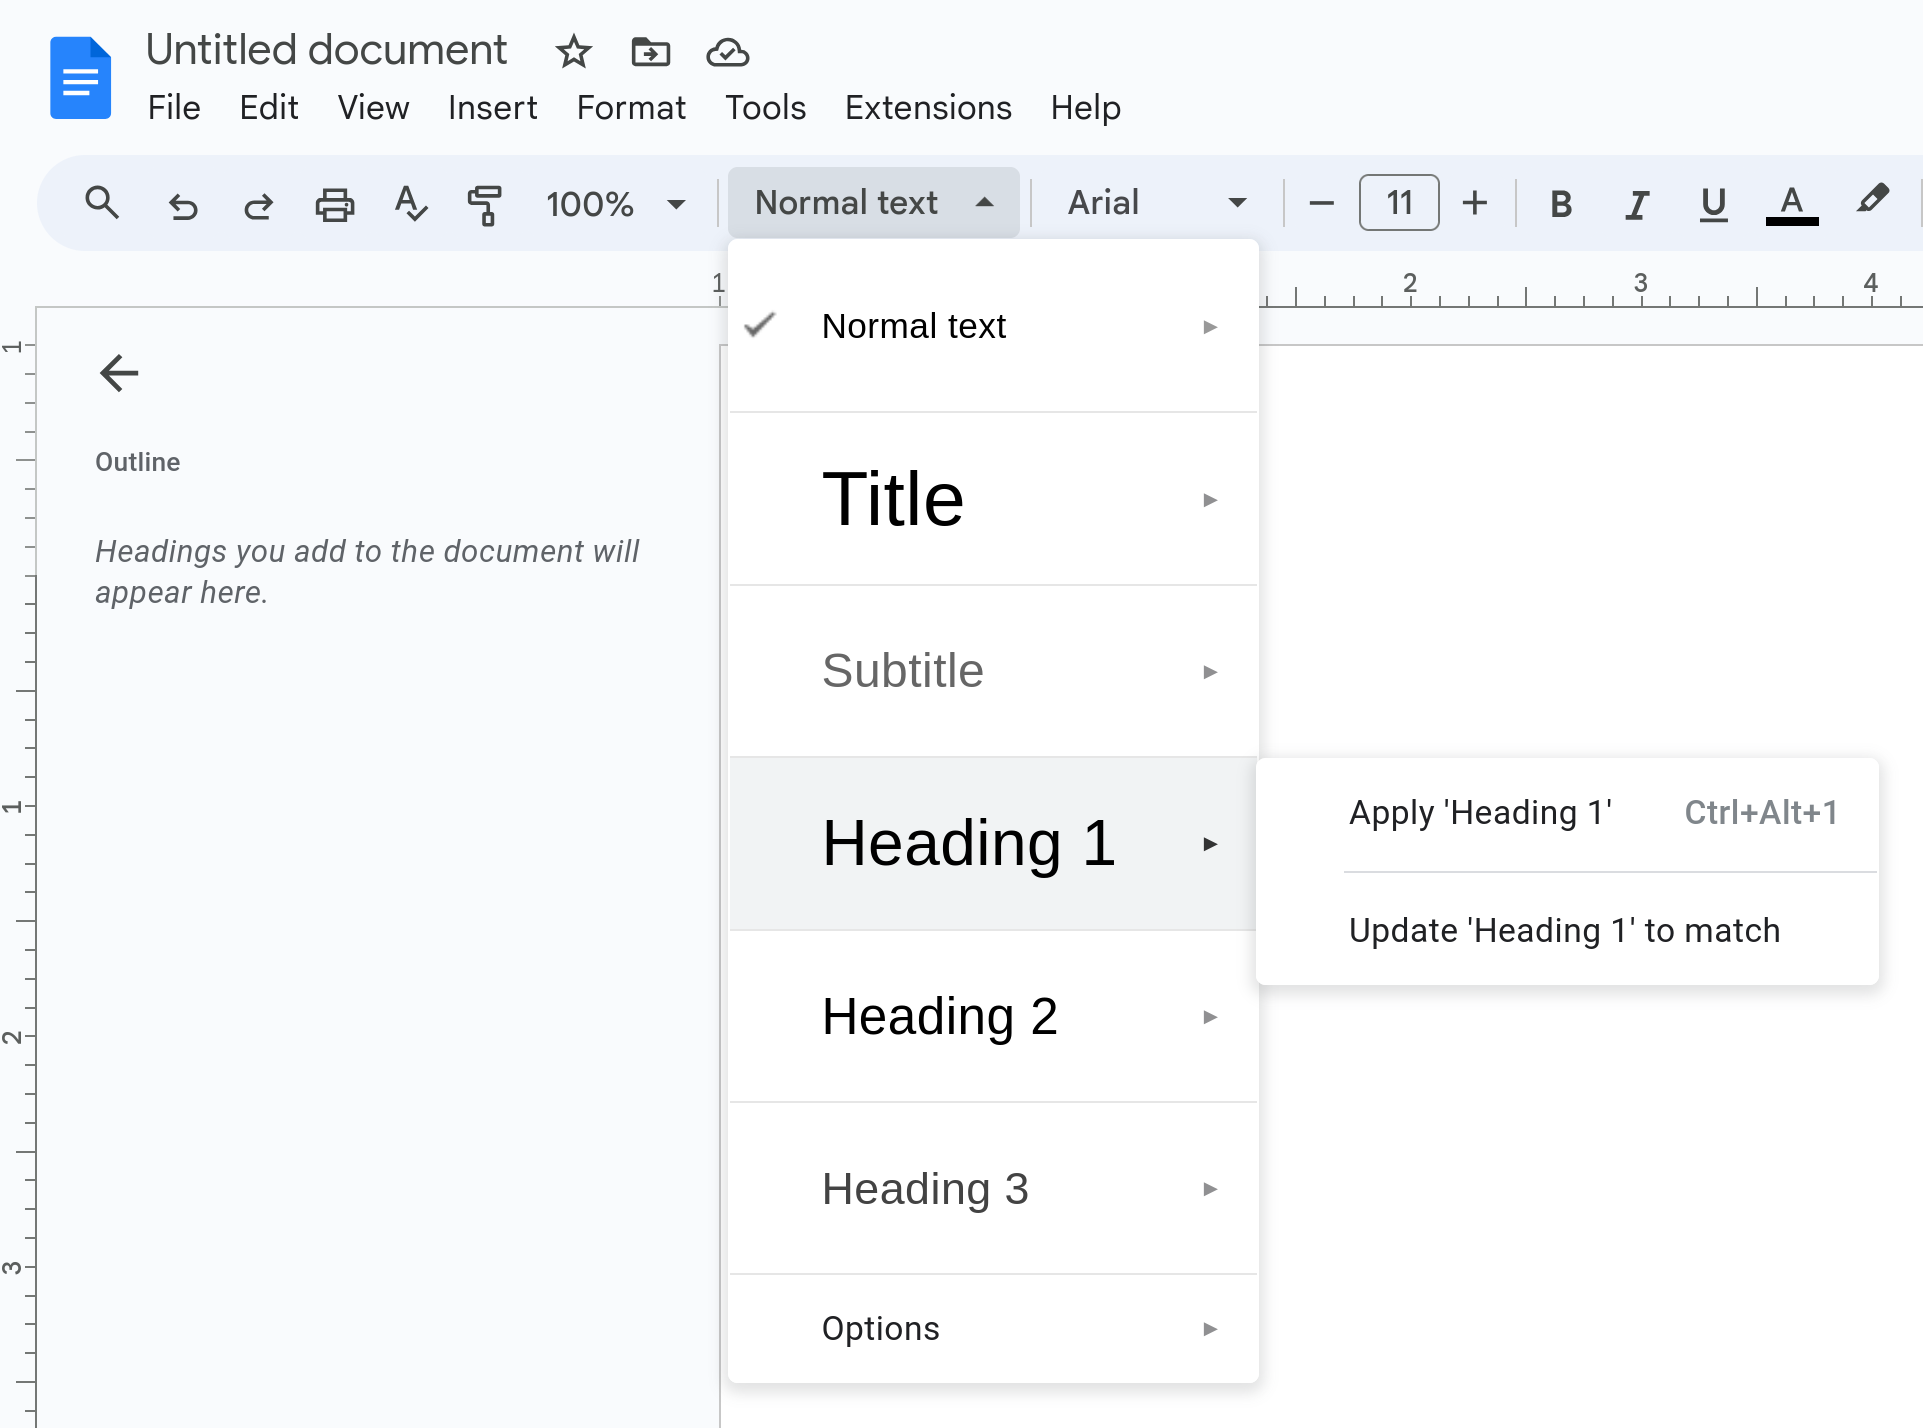 Untitled document
File Edit View Insert Format Tools Extensions Help
100% Normal text Arial 11 B I U A
1 2 3 4
Normal text
Title
Subtitle
Heading 1
Apply 'Heading 1' Ctrl+Alt+1
Update 'Heading 1' to match
Heading 2
Heading 3
Options
Outline
Headings you add to the document will
appear here.
1
1
2
3